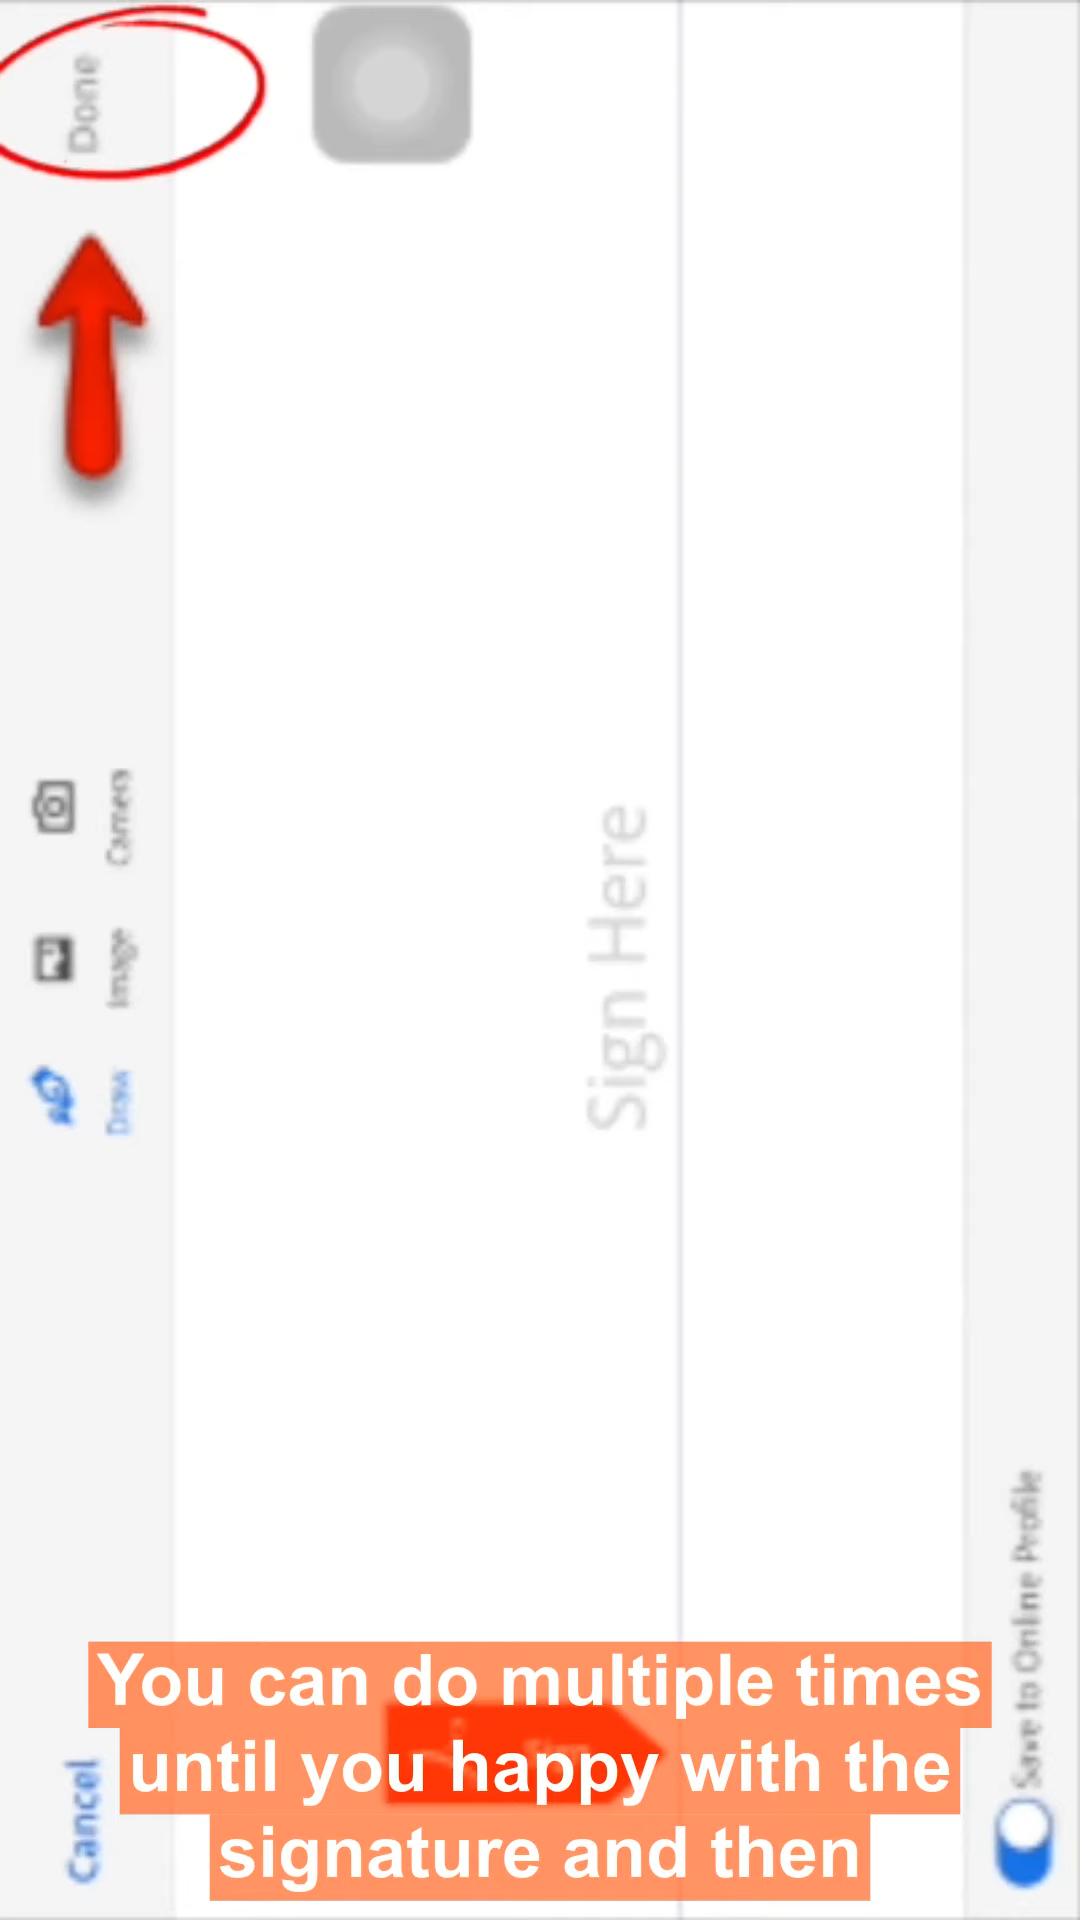 Cancel
Draw
Image
Camera
Done
Sign Here
Save to Online Profile
You can do multiple times
until you happy with the
signature and then